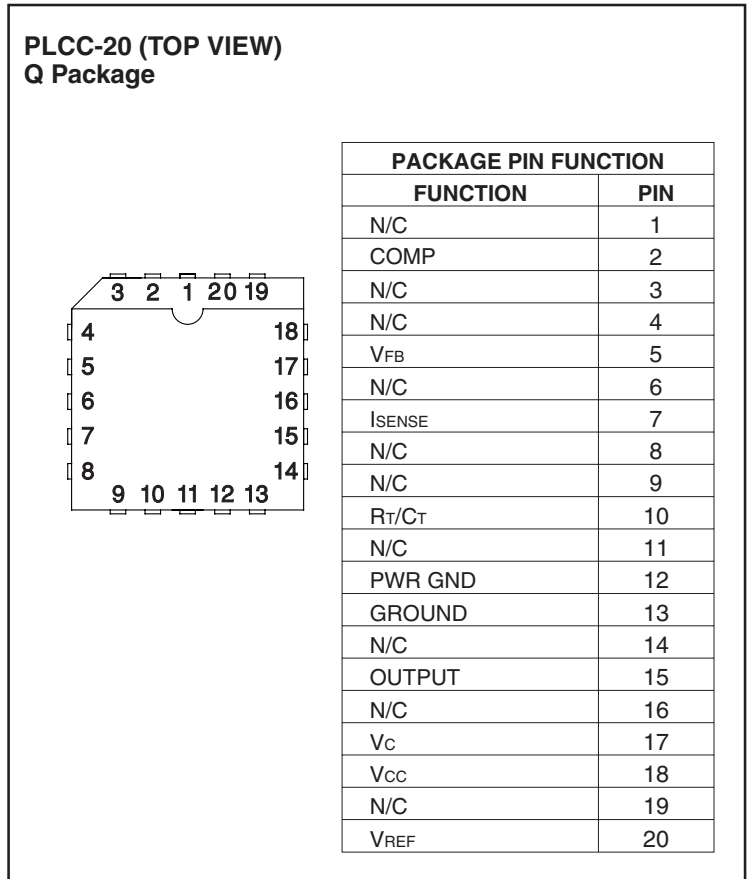 PLCC-20 (TOP VIEW)
Q Package
3 2 1 20 19
4 18
5 17
6 16
7 15
8 14
9 10 11 12 13
PACKAGE PIN FUNCTION
FUNCTION PIN
N/C 1
COMP 2
N/C 3
N/C 4
VFB 5
N/C 6
ISENSE 7
N/C 8
N/C 9
RT/CT 10
N/C 11
PWR GND 12
GROUND 13
N/C 14
OUTPUT 15
N/C 16
VC 17
VCC 18
N/C 19
VREF 20